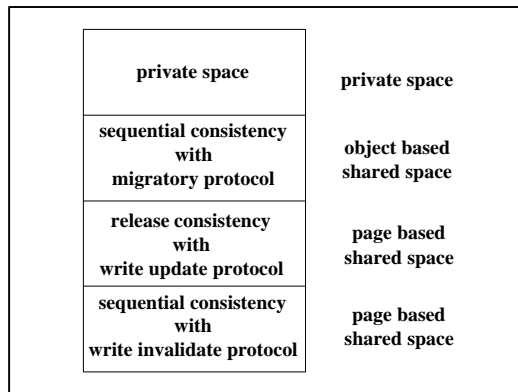 private space
private space
sequential consistency
with
migratory protocol
object based
shared space
release consistency
with
write update protocol
page based
shared space
sequential consistency
with
write invalidate protocol
page based
shared space